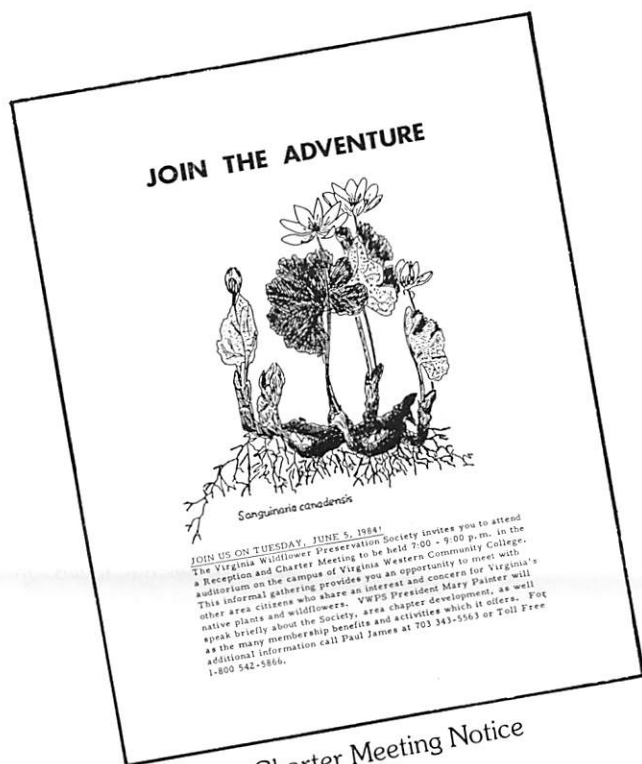 JOIN THE ADVENTURE
Sanguinaria canadensis
JOIN US ON TUESDAY, JUNE 5, 1984!
The Virginia Wildflower Preservation Society invites you to attend
a Reception and Charter Meeting to be held 7:00 - 9:00 p.m. in the
auditorium on the campus of Virginia Western Community College.
This informal gathering provides you an opportunity to meet with
other area citizens who share an interest and concern for Virginia's
native plants and wildflowers. VWPS President Mary Painter will
speak briefly about the Society, area chapter development, as well
as the many membership benefits and activities which it offers. For
additional information call Paul James at 703 343-5563 or Toll Free
1-800 542-5866.
Charter Meeting Notice